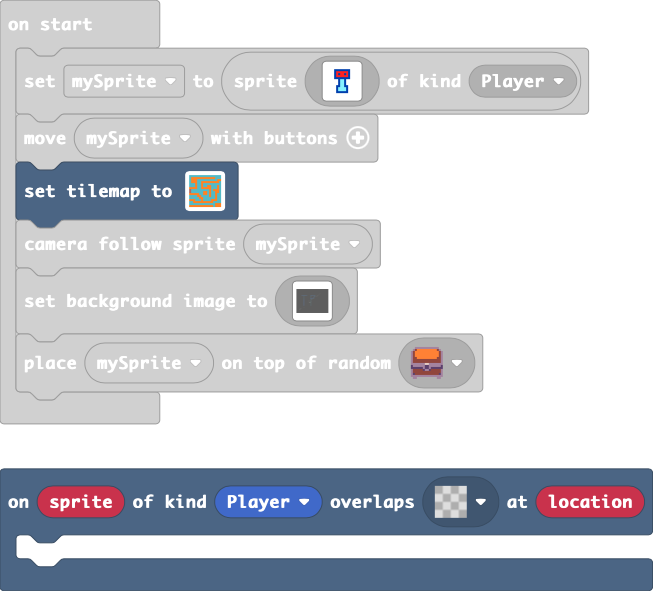 on start
set mySprite to sprite of kind Player
move mySprite with buttons
set tilemap to
camera follow sprite mySprite
set background image to
place mySprite on top of random
on sprite of kind Player overlaps at location